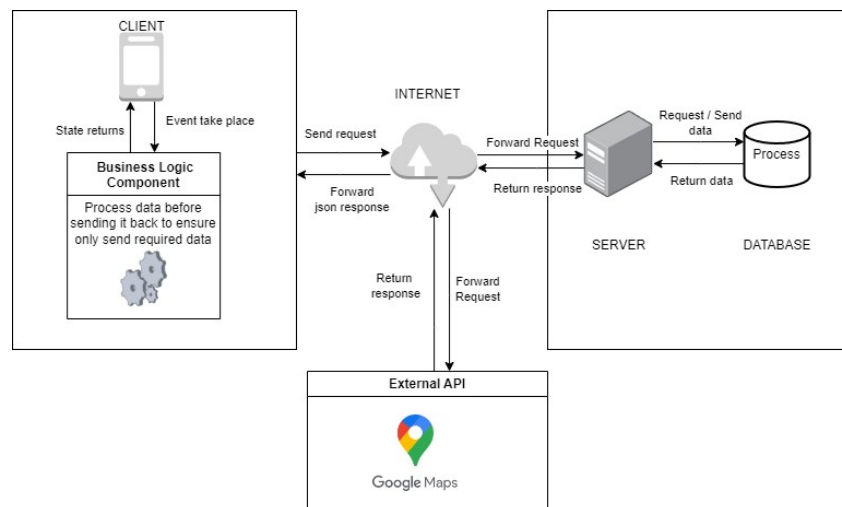 CLIENT
State returns
Event take place
Business Logic
Component
Process data before
sending it back to ensure
only send required data
INTERNET
Send request
Forward
json response
Forward Request
Return response
Request / Send
data
Process
Return data
SERVER
DATABASE
Return
response
Forward
Request
External API
Google Maps